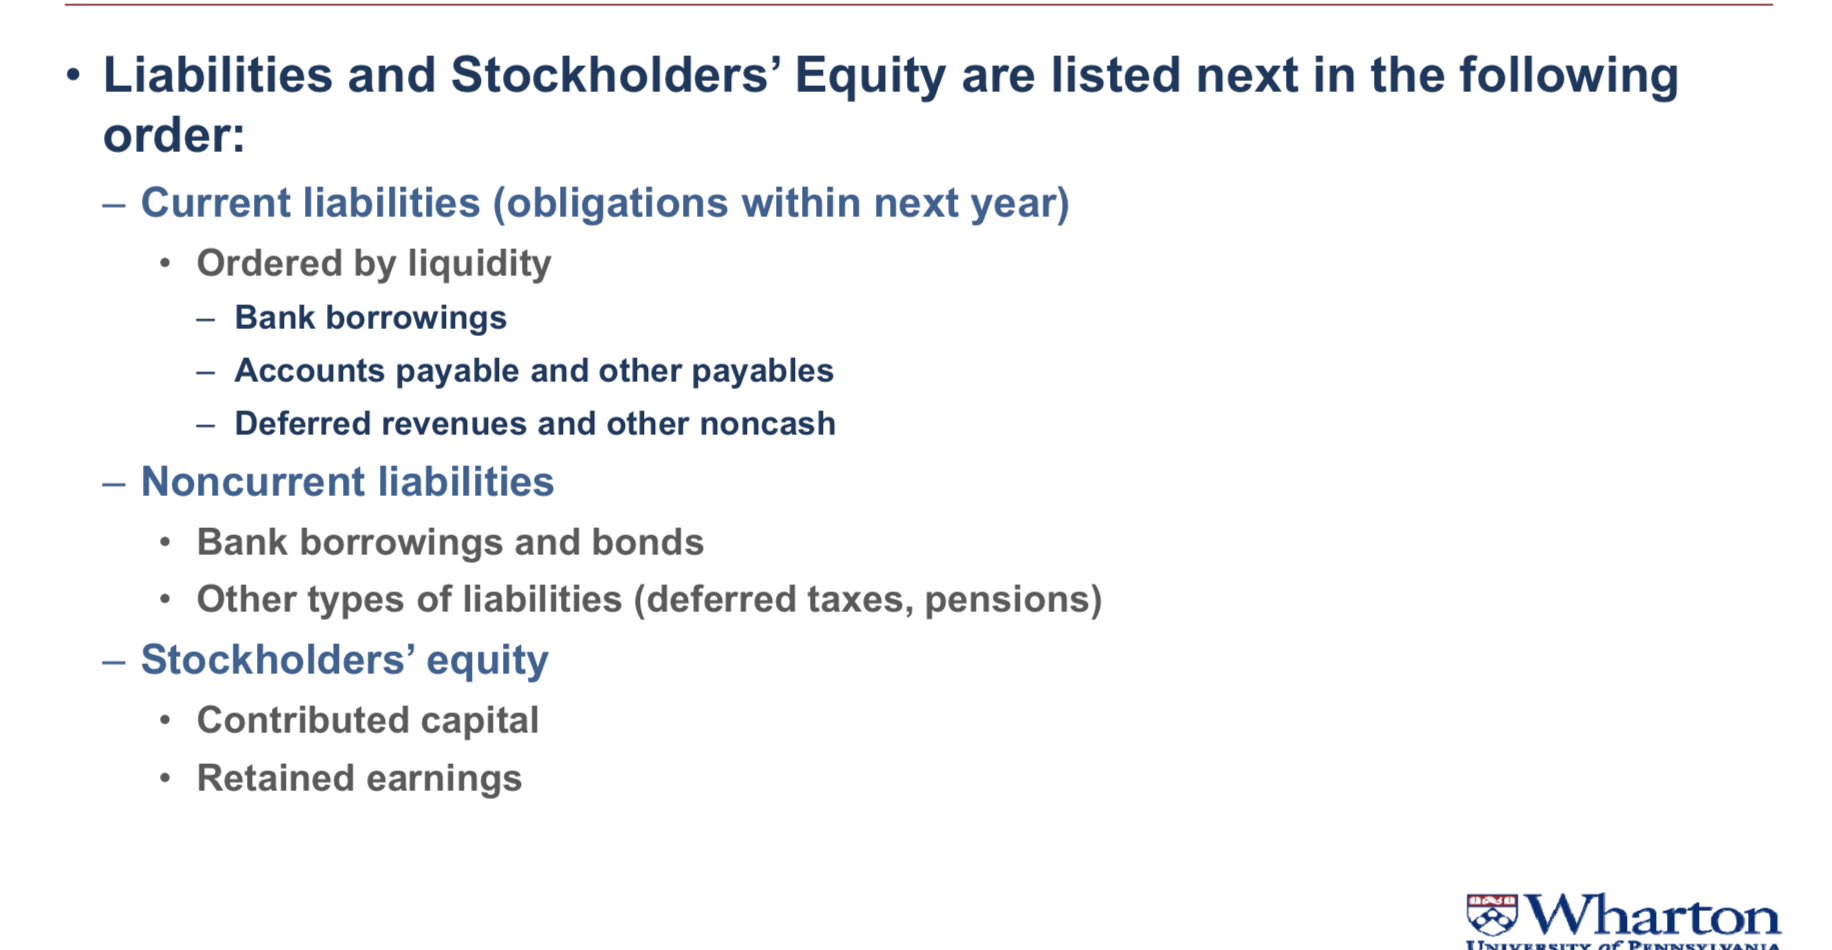 • Liabilities and Stockholders’ Equity are listed next in the following
order:
– Current liabilities (obligations within next year)
• Ordered by liquidity
– Bank borrowings
– Accounts payable and other payables
– Deferred revenues and other noncash
– Noncurrent liabilities
• Bank borrowings and bonds
• Other types of liabilities (deferred taxes, pensions)
– Stockholders’ equity
• Contributed capital
• Retained earnings
Wharton
UNIVERSITY of PENNSYLVANIA